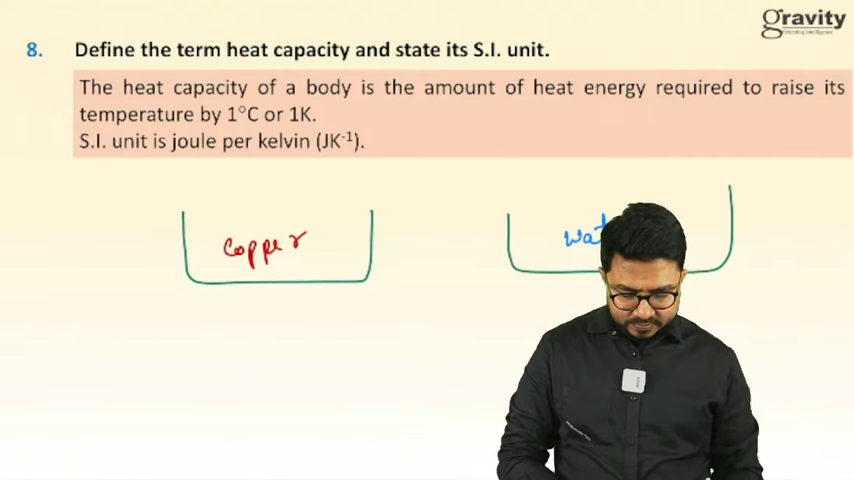 gravity
8. Define the term heat capacity and state its S.I. unit.
The heat capacity of a body is the amount of heat energy required to raise its
temperature by 1°C or 1K.
S.I. unit is joule per kelvin (JK⁻¹).
Copper